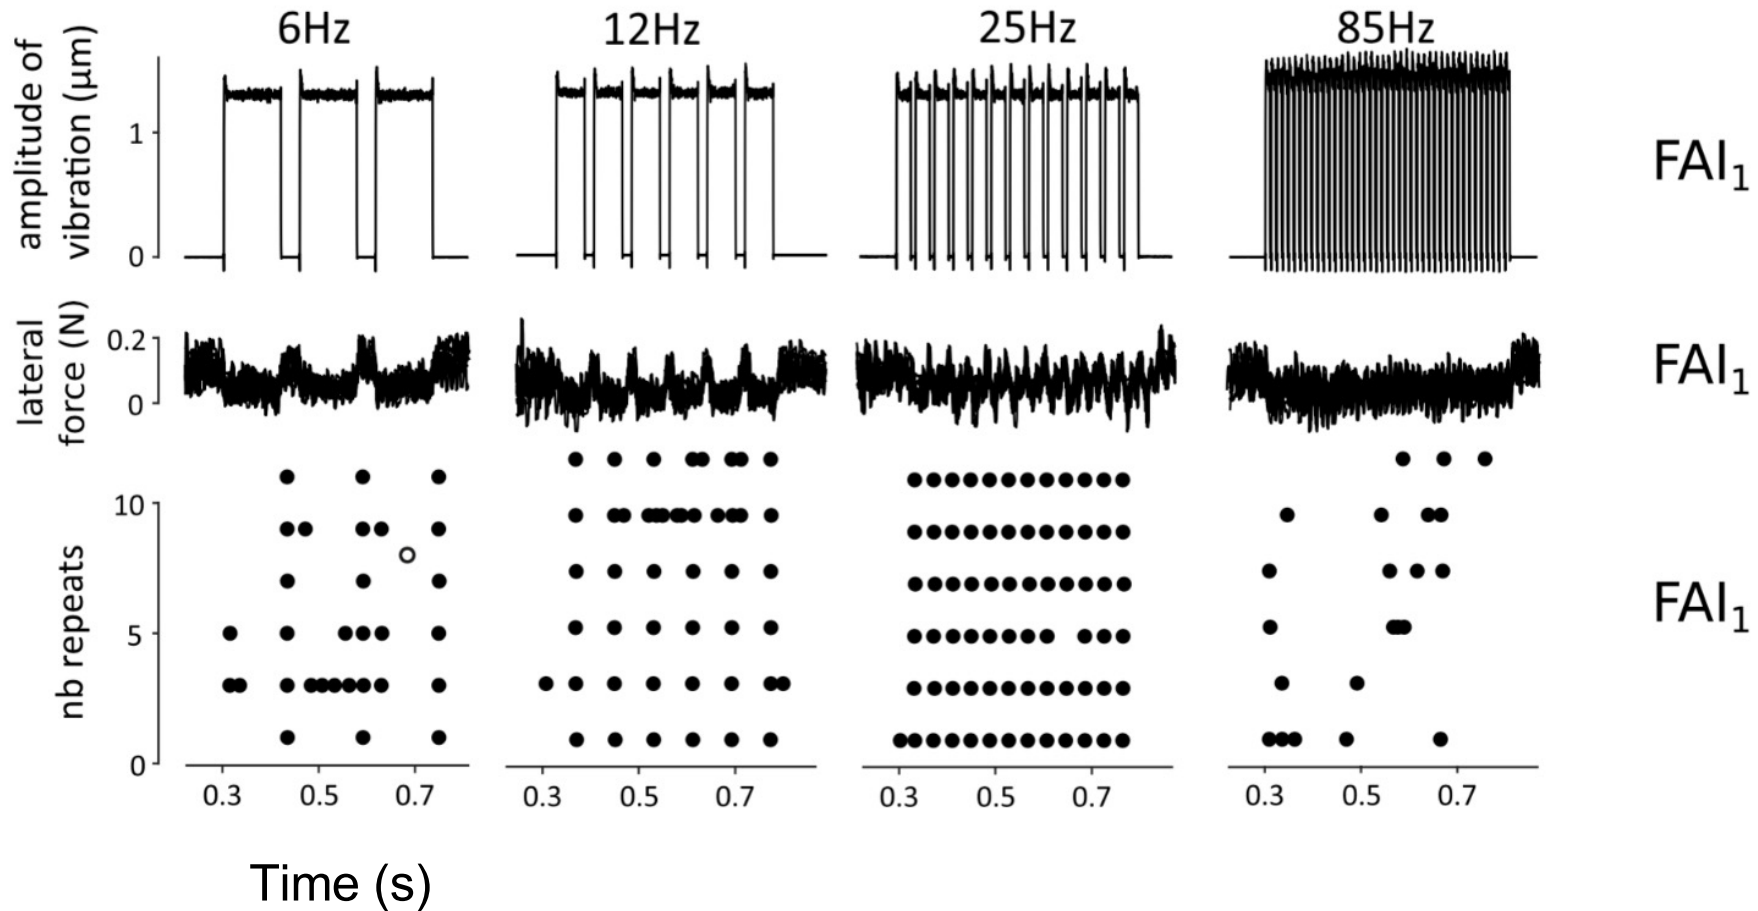 6Hz 12Hz 25Hz 85Hz
amplitude of
vibration (μm)
1
0
FAI1
lateral
force (N)
0.2
0
FAI1
nb repeats
10
5
0
FAI1
0.3 0.5 0.7 0.3 0.5 0.7 0.3 0.5 0.7 0.3 0.5 0.7
Time (s)